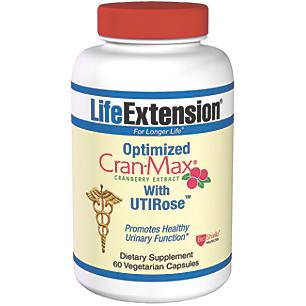 LifeExtension®
For Longer Life®
Optimized
Cran-Max®
CRANBERRY EXTRACT
With
UTIRose™
Promotes Healthy
Urinary Function*
Dietary Supplement
60 Vegetarian Capsules